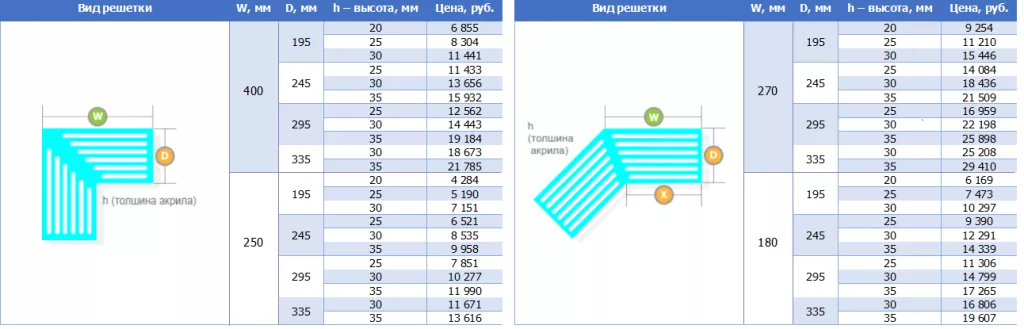 Вид решетки W, мм D, мм h – высота, мм Цена, руб.
400 195 20 6 855
25 8 304
30 11 441
245 25 11 433
30 13 656
35 15 932
295 25 12 562
30 14 443
35 19 184
335 30 18 673
35 21 785
250 195 20 4 284
25 5 190
30 7 151
245 25 6 521
30 8 535
35 9 958
295 25 7 851
30 10 277
35 11 990
335 30 11 671
35 13 616
W
D
h (толщина акрила)
Вид решетки W, мм D, мм h – высота, мм Цена, руб.
270 195 20 9 254
25 11 210
30 15 446
245 25 14 084
30 18 436
35 21 509
295 25 16 959
30 22 198
35 25 898
335 30 25 208
35 29 410
180 195 20 6 169
25 7 473
30 10 297
245 25 9 390
30 12 291
35 14 339
295 25 11 306
30 14 799
35 17 265
335 30 16 806
35 19 607
W
h
(толщина
акрила)
D
X